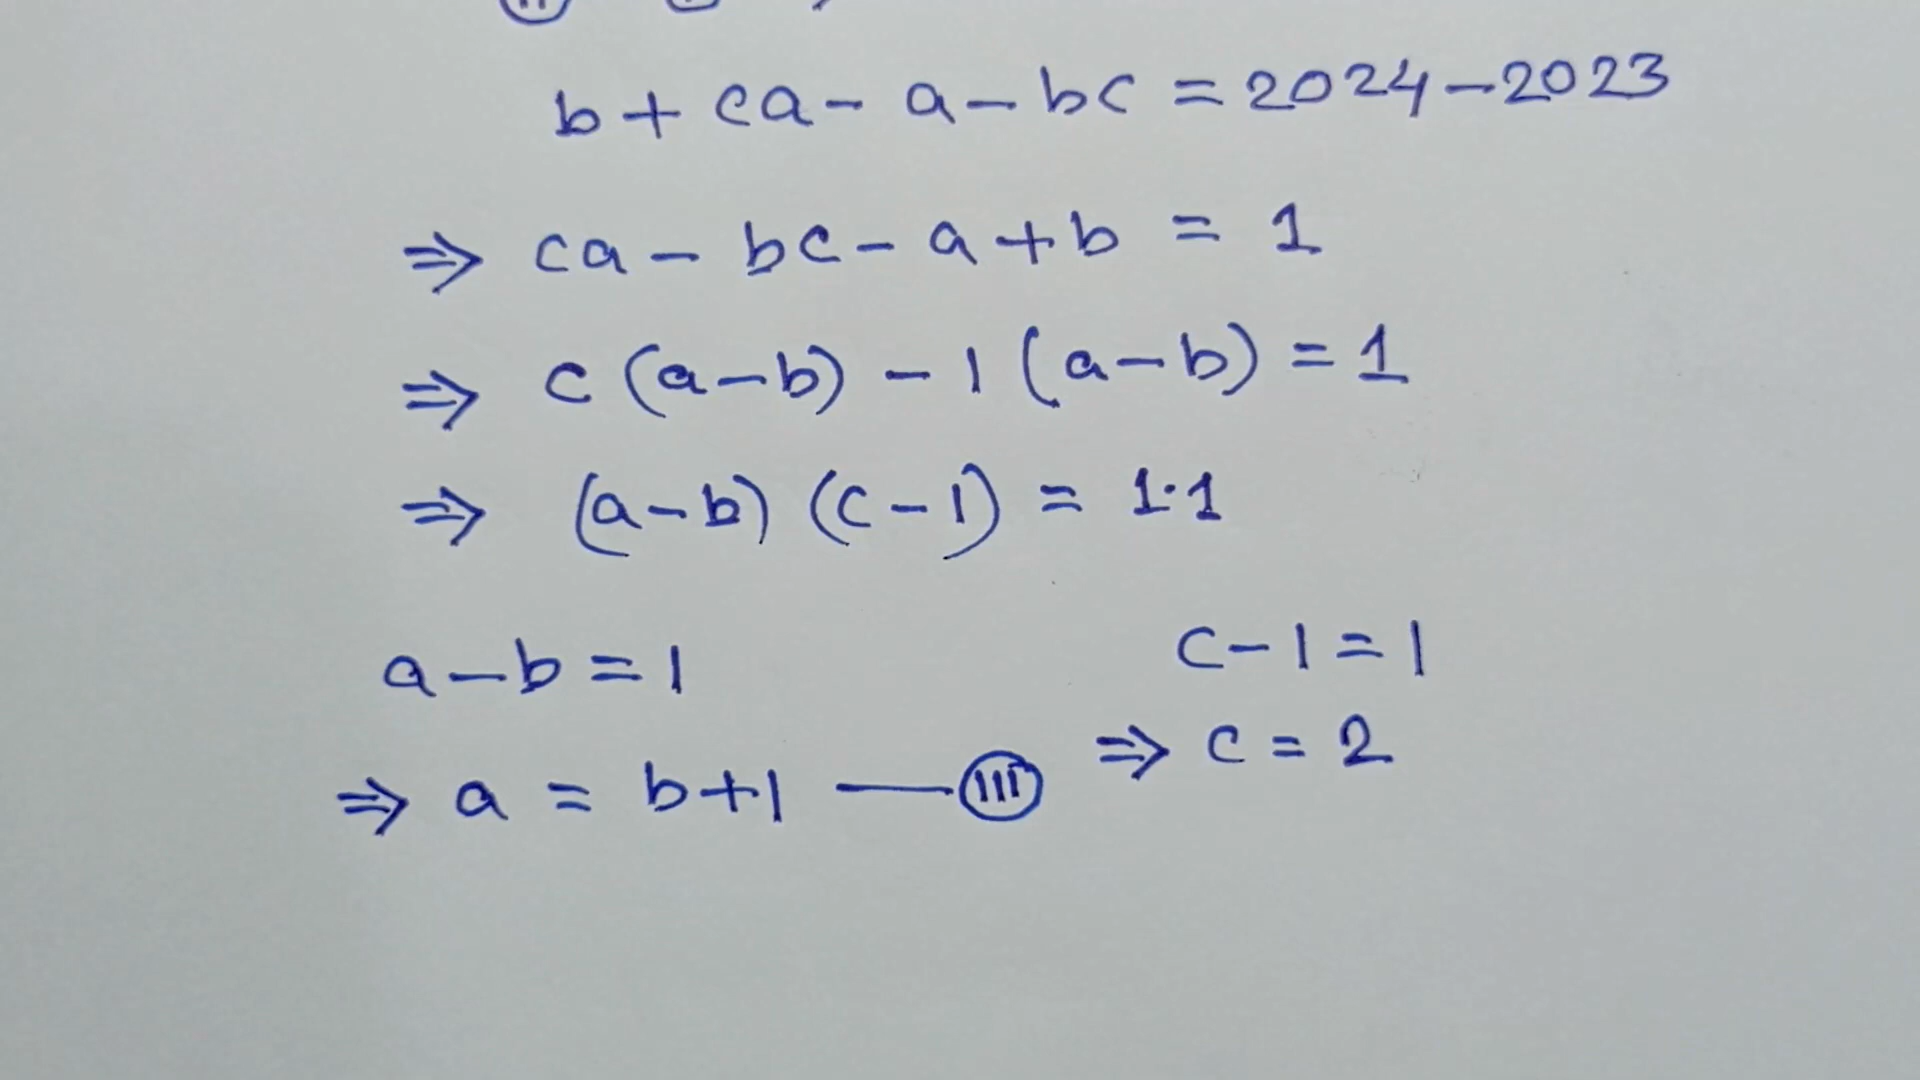 b + ca - a - bc = 2024 - 2023
⇒ ca - bc - a + b = 1
⇒ c (a - b) - 1 (a - b) = 1
⇒ (a - b) (c - 1) = 1·1
a - b = 1
c - 1 = 1
⇒ a = b + 1 — III
⇒ c = 2